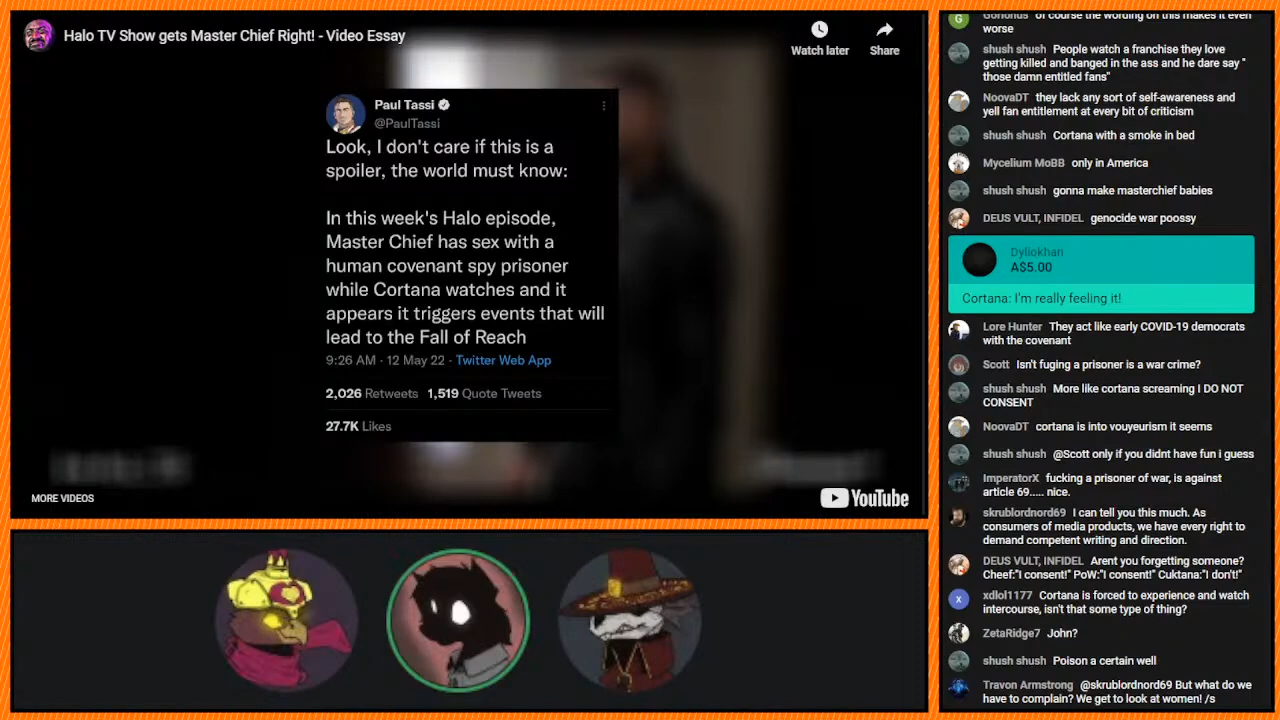 Halo TV Show gets Master Chief Right! - Video Essay
Watch later
Share
Paul Tassi
@PaulTassi
Look, I don't care if this is a
spoiler, the world must know:
In this week's Halo episode,
Master Chief has sex with a
human covenant spy prisoner
while Cortana watches and it
appears it triggers events that will
lead to the Fall of Reach
9:26 AM · 12 May 22 · Twitter Web App
2,026 Retweets 1,519 Quote Tweets
27.7K Likes
MORE VIDEOS
YouTube
G
of course the wording on this makes it even
worse
shush shush People watch a franchise they love
getting killed and banged in the ass and he dare say "
those damn entitled fans"
NoovaDT they lack any sort of self-awareness and
yell fan entitlement at every bit of criticism
shush shush Cortana with a smoke in bed
Mycelium MoBB only in America
shush shush gonna make masterchief babies
DEUS VULT, INFIDEL genocide war poossy
Dyliokhan
A$5.00
Cortana: I'm really feeling it!
Lore Hunter They act like early COVID-19 democrats
with the covenant
Scott Isn't fuging a prisoner is a war crime?
shush shush More like cortana screaming I DO NOT
CONSENT
NoovaDT cortana is into vouyeurism it seems
shush shush @Scott only if you didnt have fun i guess
ImperatorX fucking a prisoner of war, is against
article 69..... nice.
skrublordnord69 I can tell you this much. As
consumers of media products, we have every right to
demand competent writing and direction.
DEUS VULT, INFIDEL Arent you forgetting someone?
Cheef:"I consent!" PoW:"I consent!" Cuktana:"I don't!"
x
xdlol1177 Cortana is forced to experience and watch
intercourse, isn't that some type of thing?
ZetaRidge7 John?
shush shush Poison a certain well
Travon Armstrong @skrublordnord69 But what do we
have to complain? We get to look at women! /s